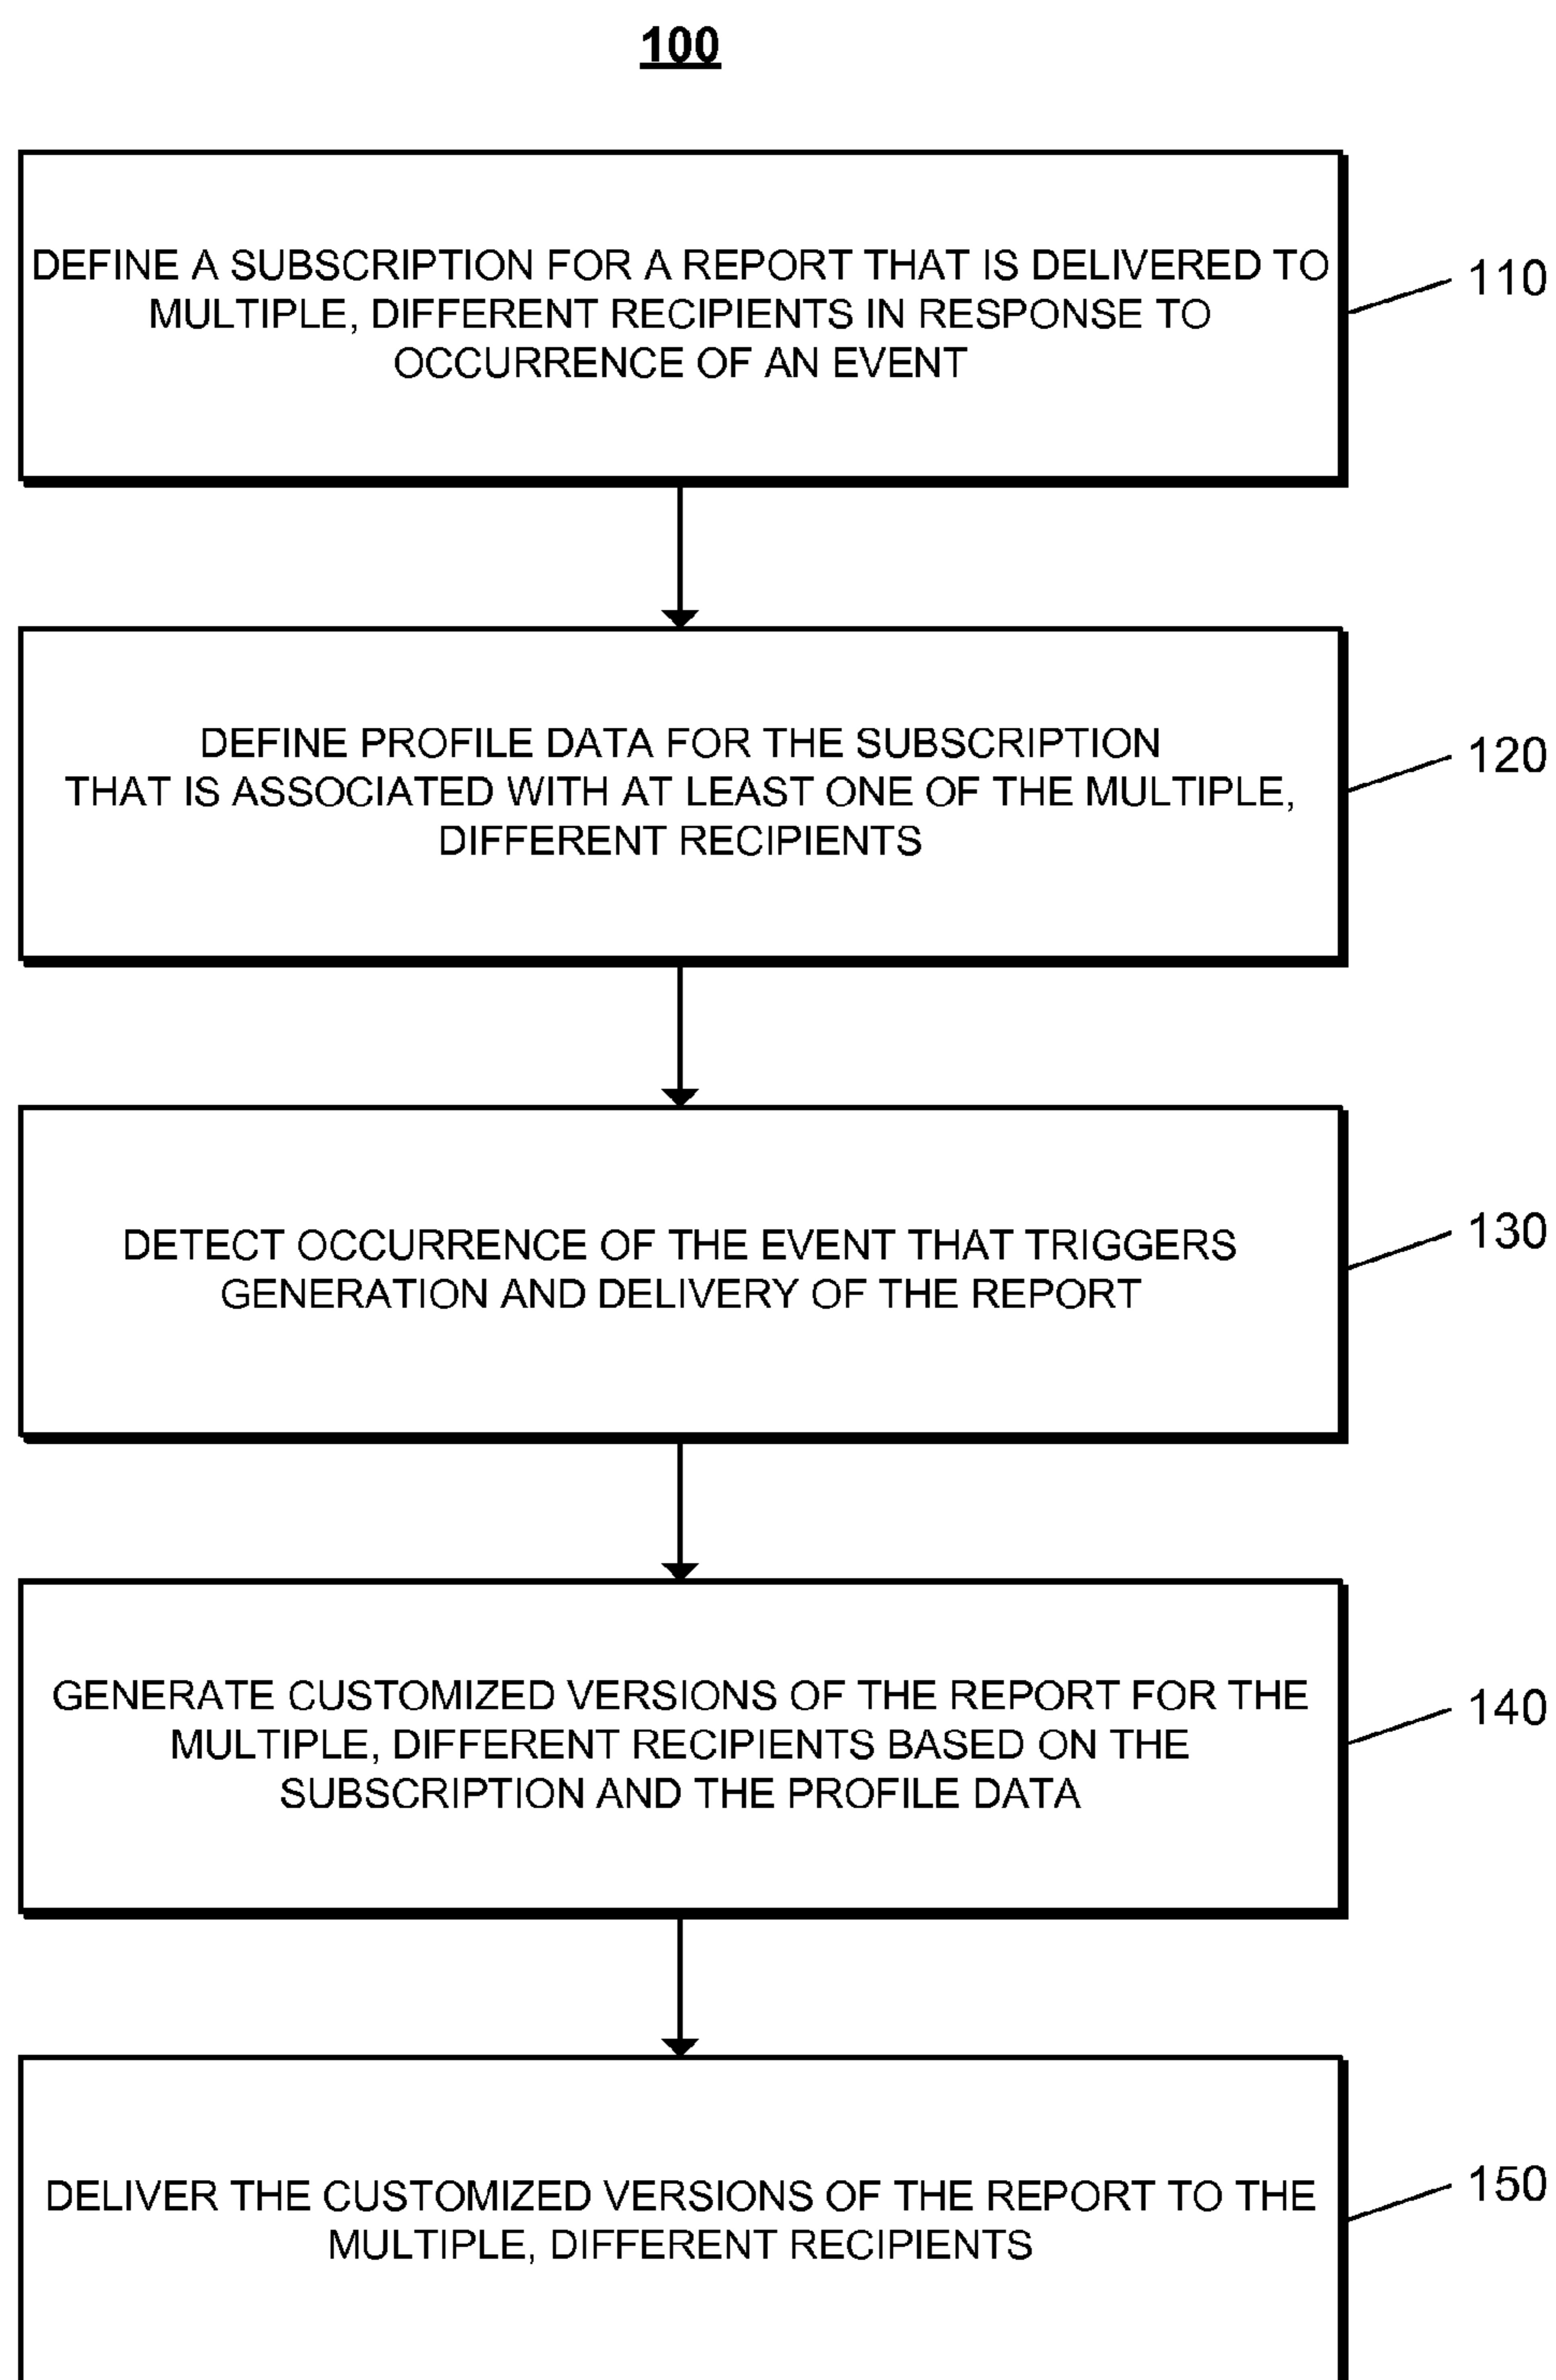 100
DEFINE A SUBSCRIPTION FOR A REPORT THAT IS DELIVERED TO
MULTIPLE, DIFFERENT RECIPIENTS IN RESPONSE TO
OCCURRENCE OF AN EVENT
110
DEFINE PROFILE DATA FOR THE SUBSCRIPTION
THAT IS ASSOCIATED WITH AT LEAST ONE OF THE MULTIPLE,
DIFFERENT RECIPIENTS
120
DETECT OCCURRENCE OF THE EVENT THAT TRIGGERS
GENERATION AND DELIVERY OF THE REPORT
130
GENERATE CUSTOMIZED VERSIONS OF THE REPORT FOR THE
MULTIPLE, DIFFERENT RECIPIENTS BASED ON THE
SUBSCRIPTION AND THE PROFILE DATA
140
DELIVER THE CUSTOMIZED VERSIONS OF THE REPORT TO THE
MULTIPLE, DIFFERENT RECIPIENTS
150